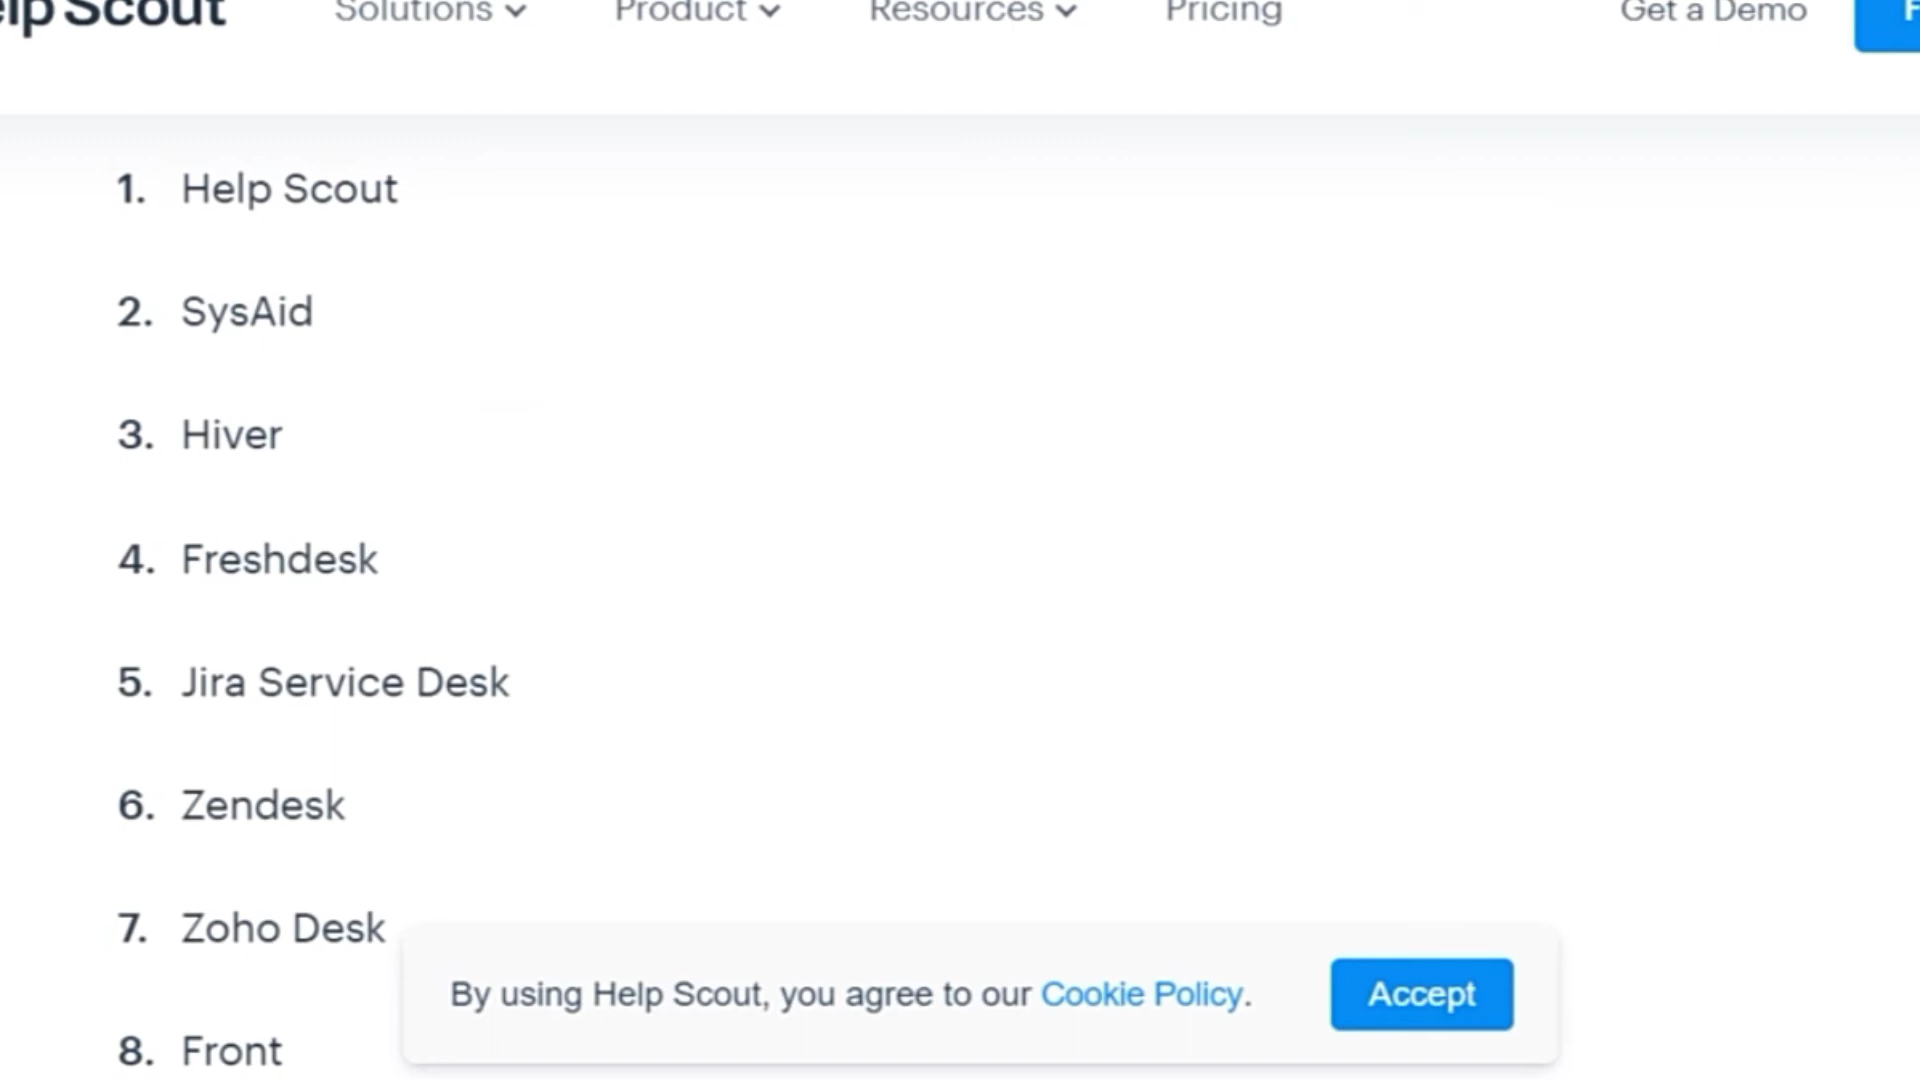 Scout Solutions Product Resources Pricing Get a Demo
1. Help Scout
2. SysAid
3. Hiver
4. Freshdesk
5. Jira Service Desk
6. Zendesk
7. Zoho Desk
By using Help Scout, you agree to our Cookie Policy. Accept
8. Front